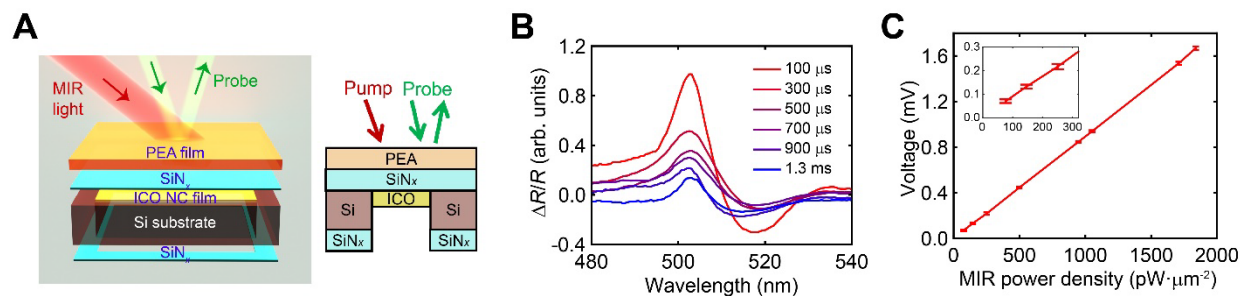 A
MIR
light
Probe
PEA film
SiNx
ICO NC film
Si substrate
SiNx
Pump Probe
PEA
SiNx
ICO
Si
Si
SiNx
SiNx
B
ΔR/R (arb. units)
1.2
0.8
0.4
0.0
-0.4
100 μs
300 μs
500 μs
700 μs
900 μs
1.3 ms
480 500 520 540
Wavelength (nm)
C
Voltage (mV)
1.6
1.2
0.8
0.4
0.0
0.3
0.2
0.1
0.0
0 100 200 300
0 500 1000 1500 2000
MIR power density (pW·μm-2)